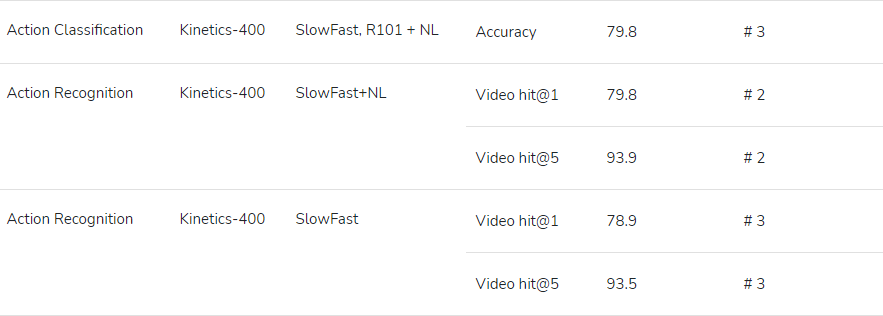 Action Classification Kinetics-400 SlowFast, R101 + NL Accuracy 79.8 # 3
Action Recognition Kinetics-400 SlowFast+NL Video hit@1 79.8 # 2
Video hit@5 93.9 # 2
Action Recognition Kinetics-400 SlowFast Video hit@1 78.9 # 3
Video hit@5 93.5 # 3